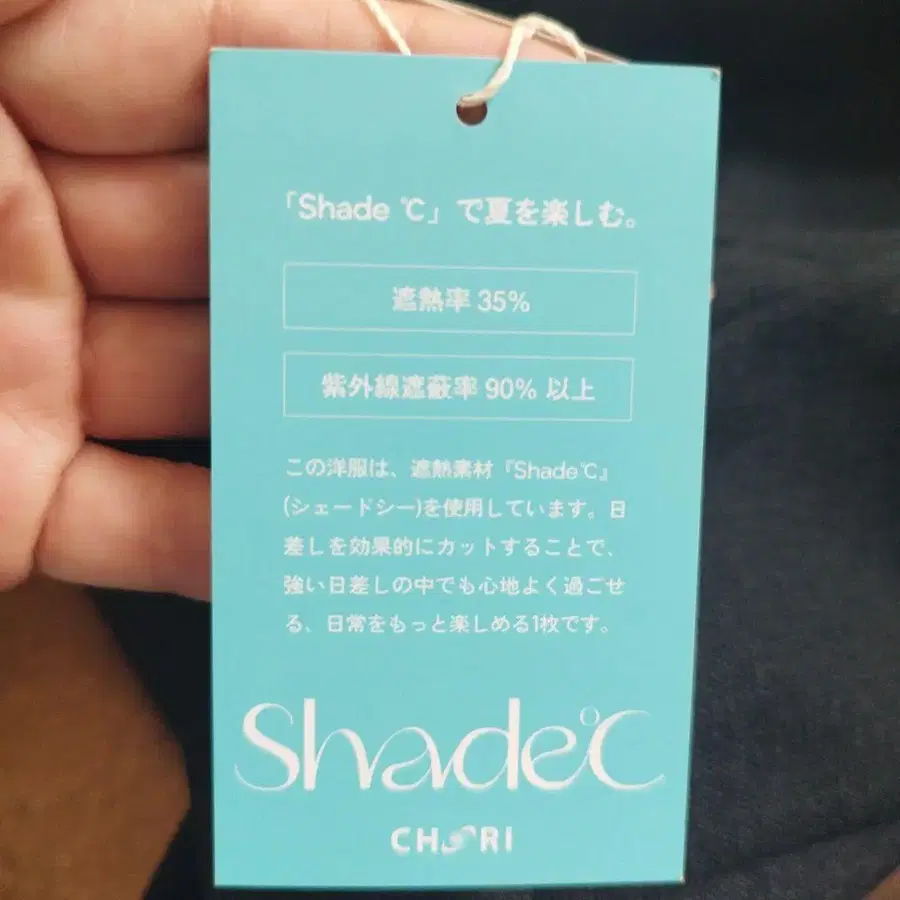 「Shade ℃」で夏を楽しむ。
遮熱率 35%
紫外線遮蔽率 90% 以上
この洋服は、遮熱素材『Shade℃』
(シェードシー)を使用しています。日
差しを効果的にカットすることで、
強い日差しの中でも心地よく過ごせ
る、日常をもっと楽しめる1枚です。
Shade℃
CHORI